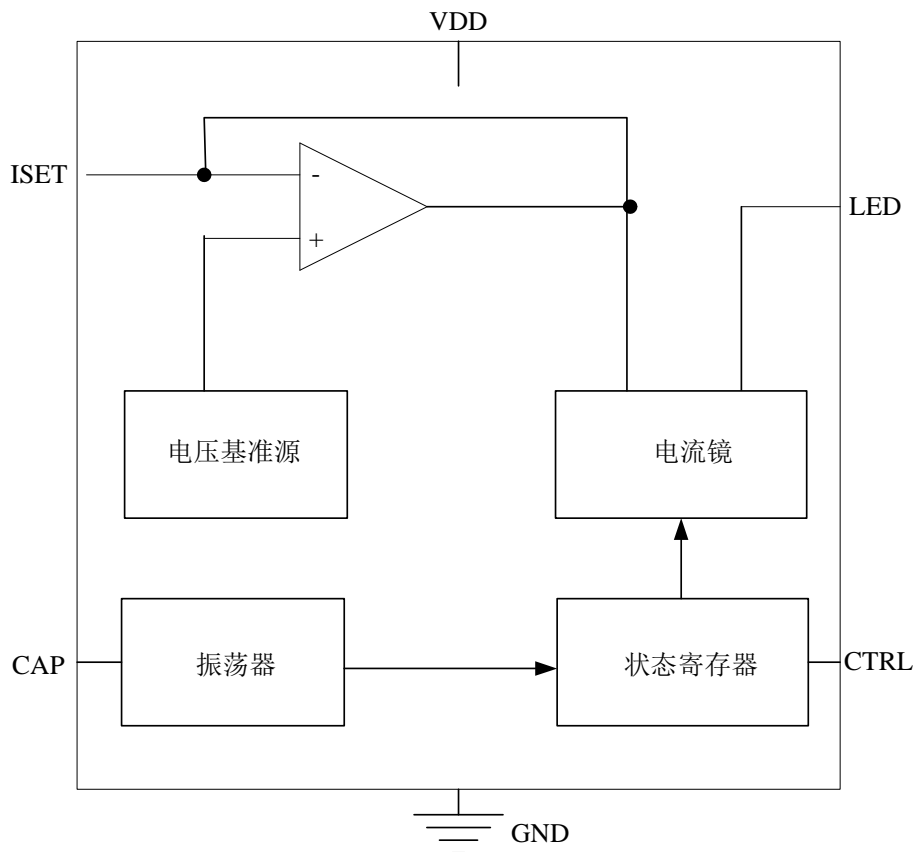 VDD
ISET
-
LED
+
电压基准源
电流镜
CAP
振荡器
状态寄存器
CTRL
GND